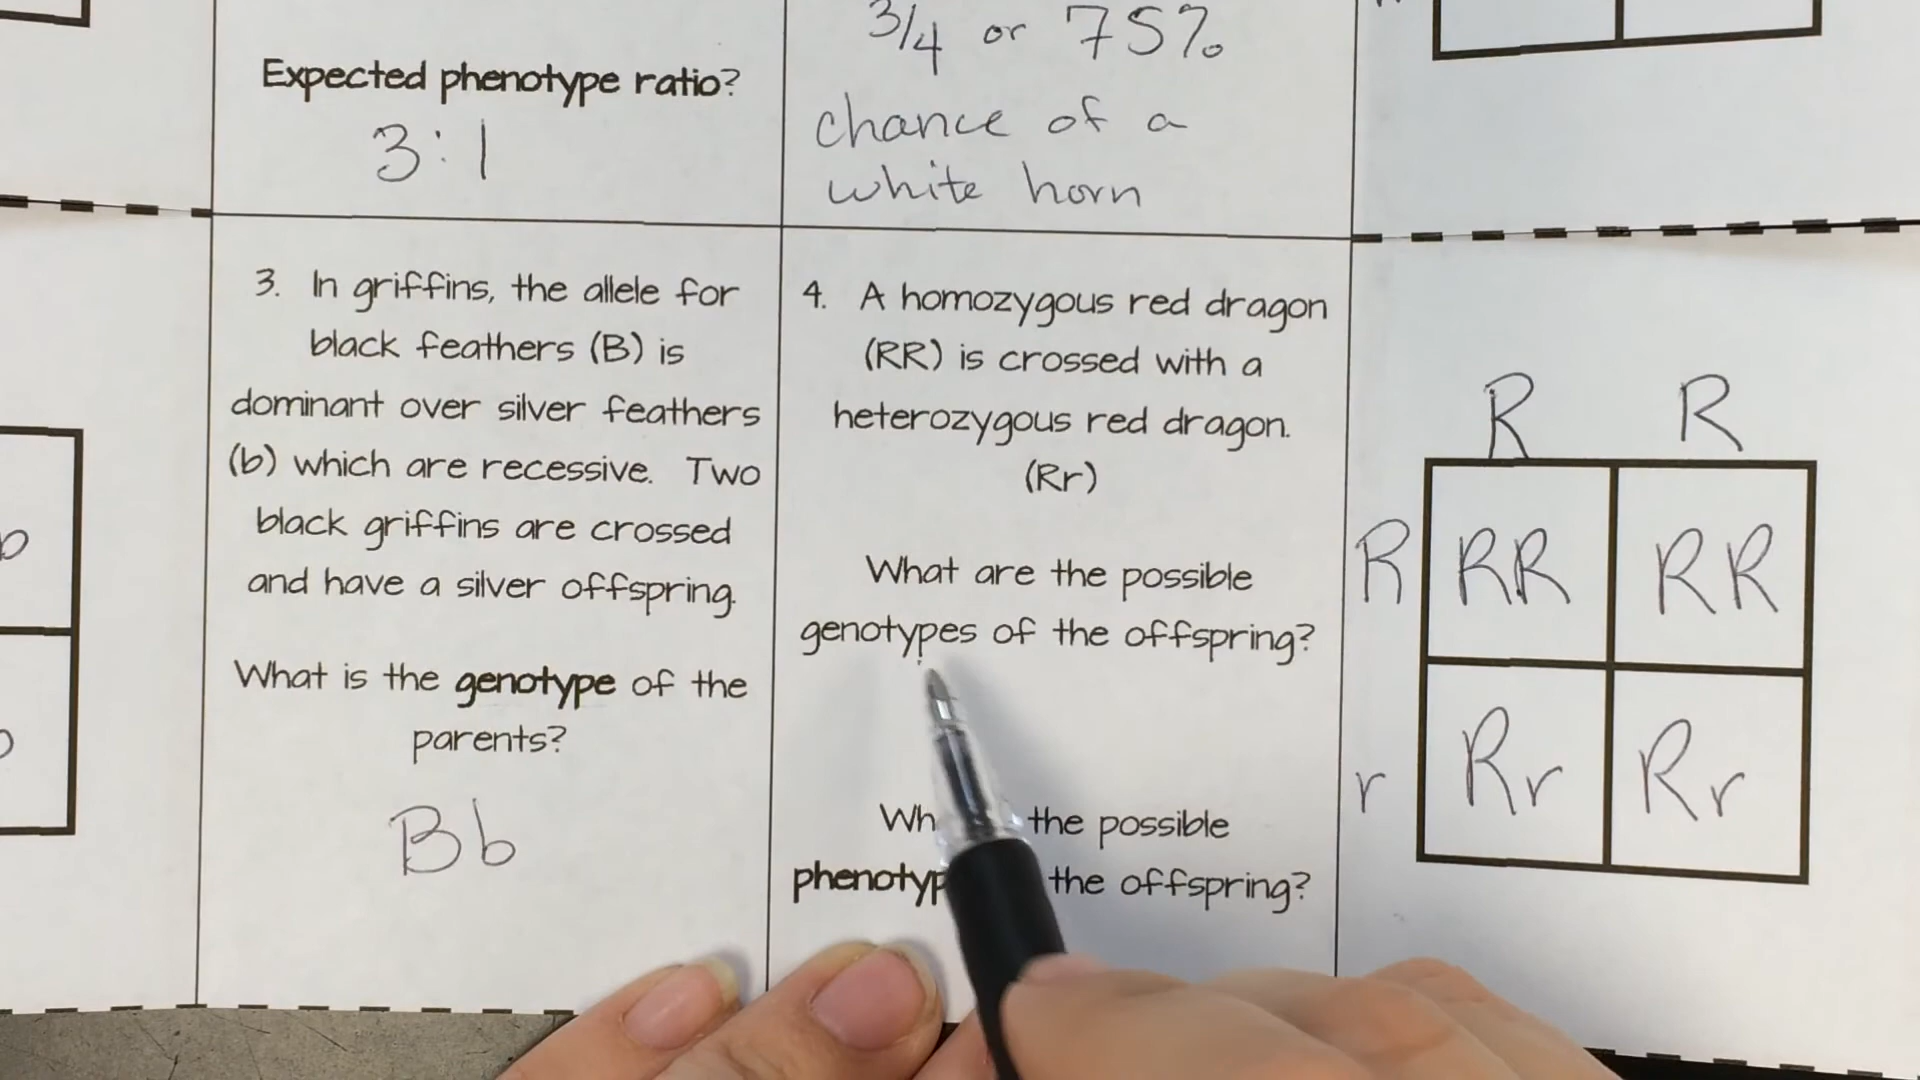 Expected phenotype ratio?
3:1
3/4 or 75%
chance of a
white horn
3. In griffins, the allele for
black feathers (B) is
dominant over silver feathers
(b) which are recessive. Two
black griffins are crossed
and have a silver offspring.
What is the genotype of the
parents?
Bb
4. A homozygous red dragon
(RR) is crossed with a
heterozygous red dragon.
(Rr)
What are the possible
genotypes of the offspring?
the possible
the offspring?
R R
R RR RR
r Rr Rr